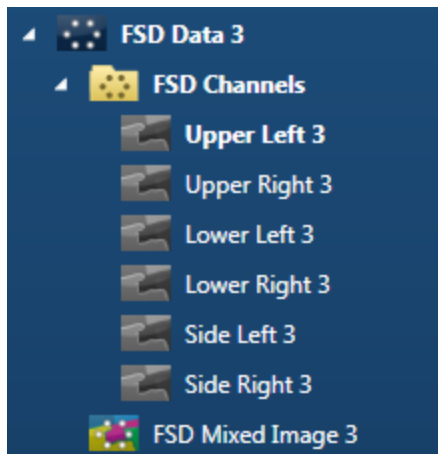 FSD Data 3
FSD Channels
Upper Left 3
Upper Right 3
Lower Left 3
Lower Right 3
Side Left 3
Side Right 3
FSD Mixed Image 3